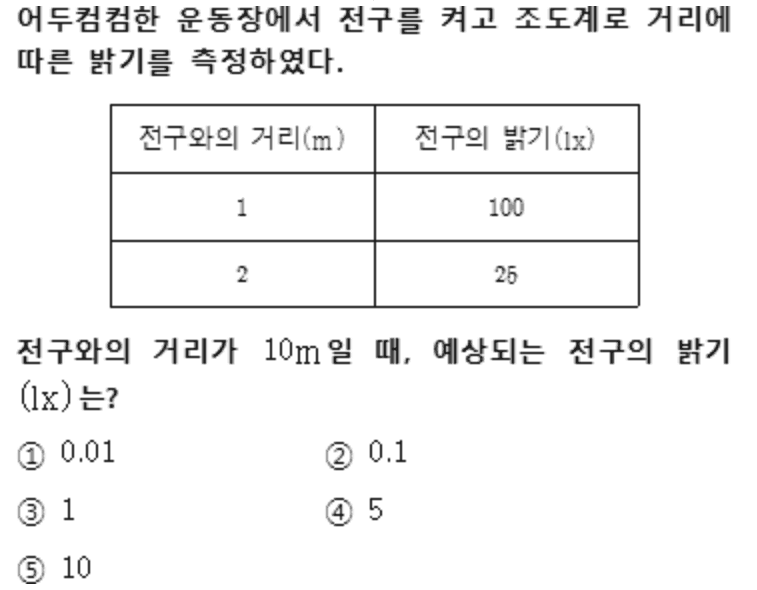 어두컴컴한 운동장에서 전구를 켜고 조도계로 거리에
따른 밝기를 측정하였다.
전구와의 거리(m) 전구의 밝기(lx)
1 100
2 25
전구와의 거리가 10m일 때, 예상되는 전구의 밝기
(lx)는?
① 0.01 ② 0.1
③ 1 ④ 5
⑤ 10